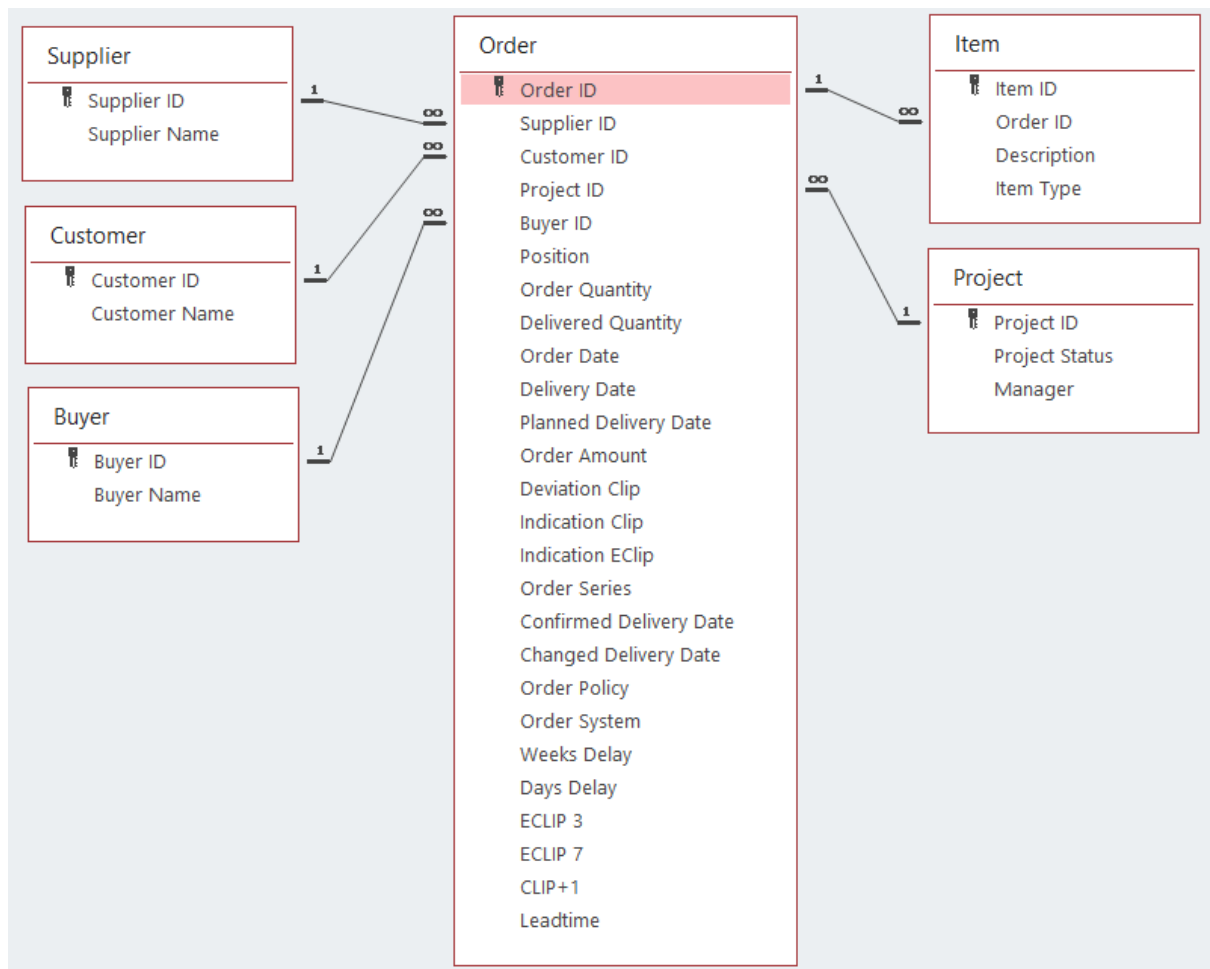 Supplier
Supplier ID
Supplier Name
Customer
Customer ID
Customer Name
Buyer
Buyer ID
Buyer Name
1
∞
1
∞
1
∞
Order
Order ID
Supplier ID
Customer ID
Project ID
Buyer ID
Position
Order Quantity
Delivered Quantity
Order Date
Delivery Date
Planned Delivery Date
Order Amount
Deviation Clip
Indication Clip
Indication EClip
Order Series
Confirmed Delivery Date
Changed Delivery Date
Order Policy
Order System
Weeks Delay
Days Delay
ECLIP 3
ECLIP 7
CLIP+1
Leadtime
1
∞
∞
1
Item
Item ID
Order ID
Description
Item Type
Project
Project ID
Project Status
Manager